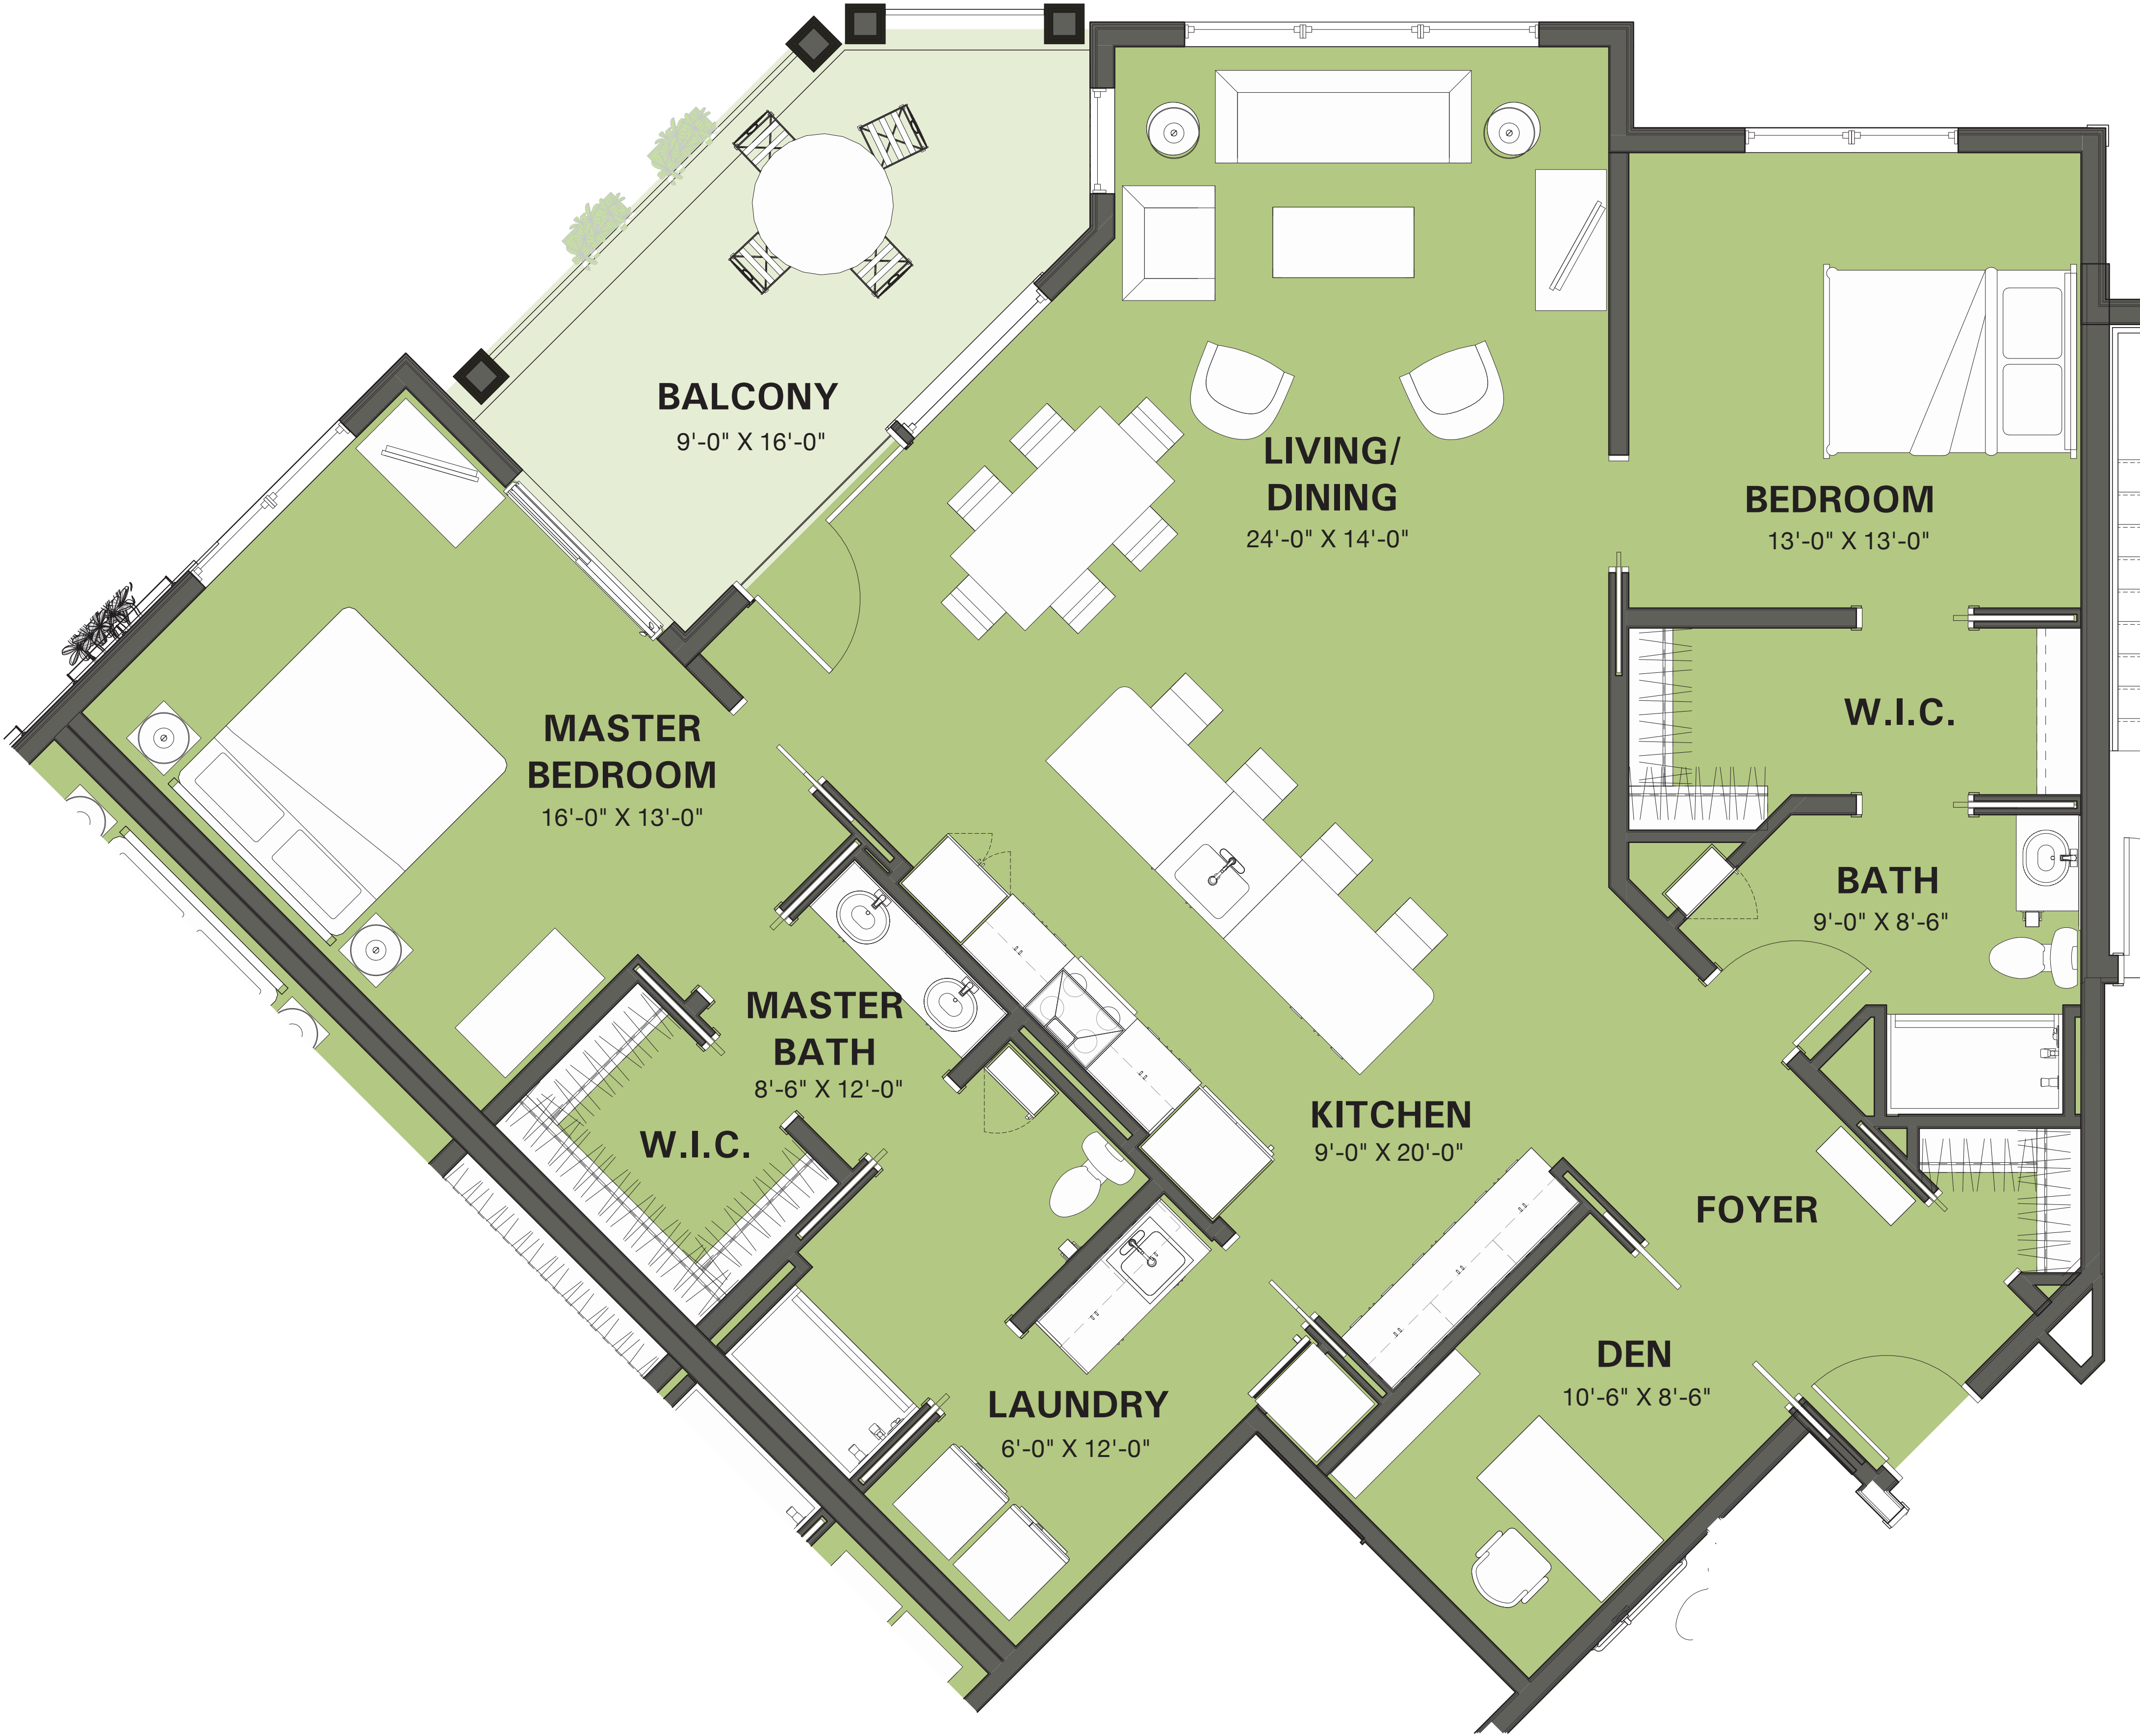 BALCONY
9'-0" X 16'-0"
LIVING/
DINING
24'-0" X 14'-0"
BEDROOM
13'-0" X 13'-0"
W.I.C.
MASTER
BEDROOM
16'-0" X 13'-0"
BATH
9'-0" X 8'-6"
MASTER
BATH
8'-6" X 12'-0"
W.I.C.
KITCHEN
9'-0" X 20'-0"
FOYER
DEN
10'-6" X 8'-6"
LAUNDRY
6'-0" X 12'-0"